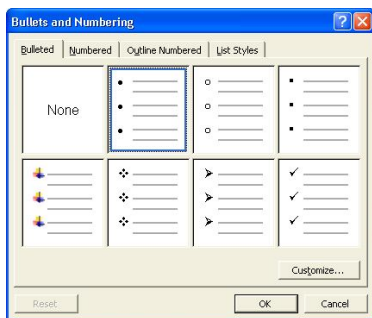 Bullets and Numbering
Bulleted Numbered Outline Numbered List Styles
None
Customize...
Reset OK Cancel